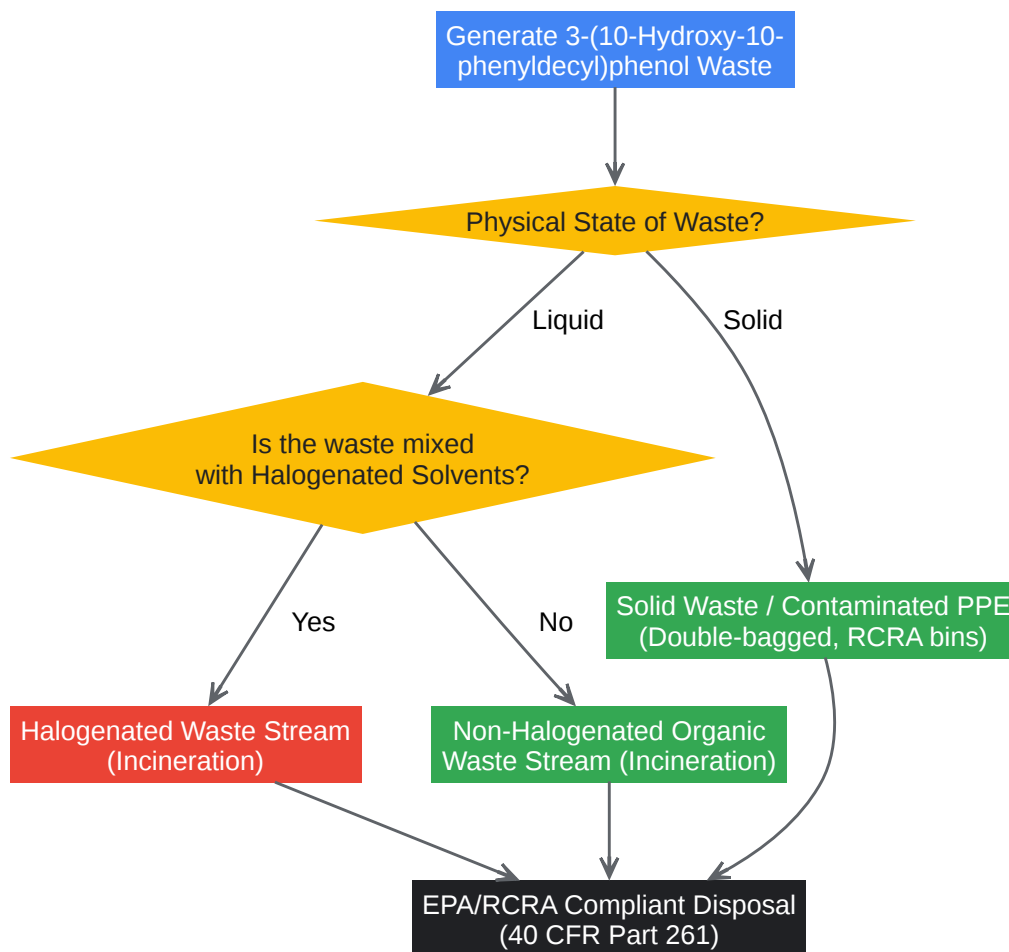 Generate 3-(10-Hydroxy-10-
phenyldecyl)phenol Waste
Physical State of Waste?
Liquid
Solid
Is the waste mixed
with Halogenated Solvents?
Solid Waste / Contaminated PPE
(Double-bagged, RCRA bins)
Yes
No
Halogenated Waste Stream
(Incineration)
Non-Halogenated Organic
Waste Stream (Incineration)
EPA/RCRA Compliant Disposal
(40 CFR Part 261)